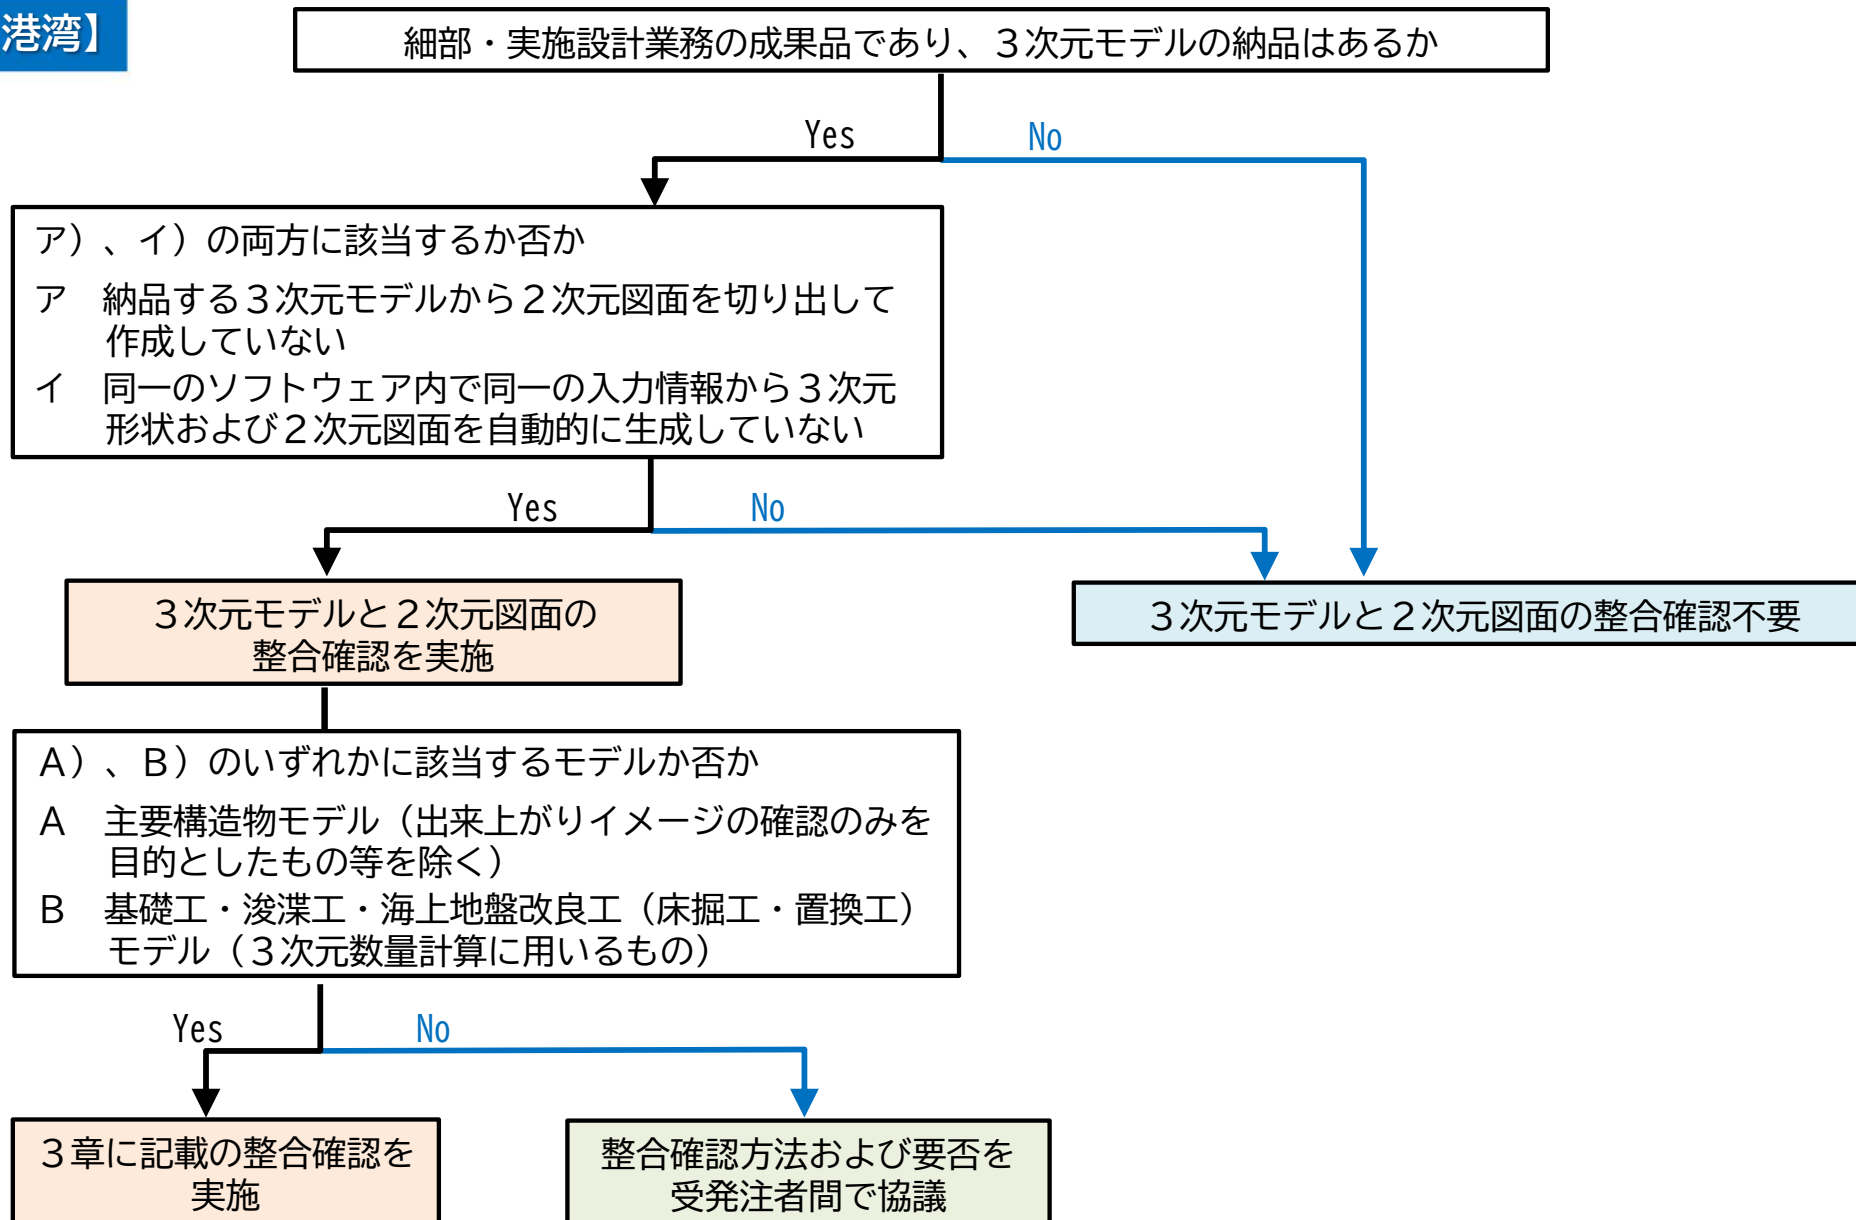 港湾】
細部・実施設計業務の成果品であり、３次元モデルの納品はあるか
Yes
No
ア）、イ）の両方に該当するか否か
ア　納品する３次元モデルから２次元図面を切り出して
作成していない
イ　同一のソフトウェア内で同一の入力情報から３次元
形状および２次元図面を自動的に生成していない
Yes
No
３次元モデルと２次元図面の
整合確認を実施
３次元モデルと２次元図面の整合確認不要
A）、B）のいずれかに該当するモデルか否か
A　主要構造物モデル（出来上がりイメージの確認のみを
目的としたもの等を除く）
B　基礎工・浚渫工・海上地盤改良工（床掘工・置換工）
モデル（３次元数量計算に用いるもの）
Yes
No
３章に記載の整合確認を
実施
整合確認方法および要否を
受発注者間で協議